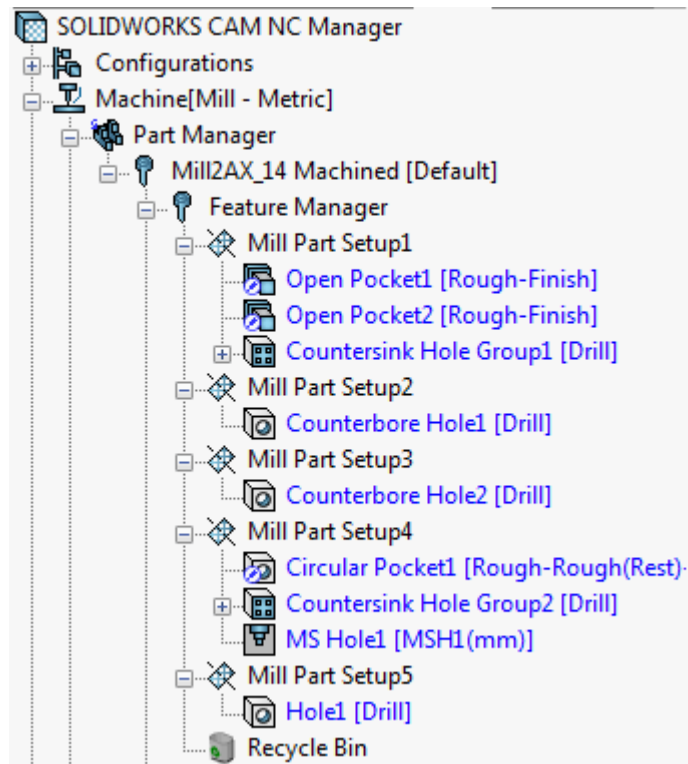 SOLIDWORKS CAM NC Manager
Configurations
Machine[Mill - Metric]
Part Manager
Mill2AX_14 Machined [Default]
Feature Manager
Mill Part Setup1
Open Pocket1 [Rough-Finish]
Open Pocket2 [Rough-Finish]
Countersink Hole Group1 [Drill]
Mill Part Setup2
Counterbore Hole1 [Drill]
Mill Part Setup3
Counterbore Hole2 [Drill]
Mill Part Setup4
Circular Pocket1 [Rough-Rough(Rest)-
Countersink Hole Group2 [Drill]
MS Hole1 [MSH1(mm)]
Mill Part Setup5
Hole1 [Drill]
Recycle Bin